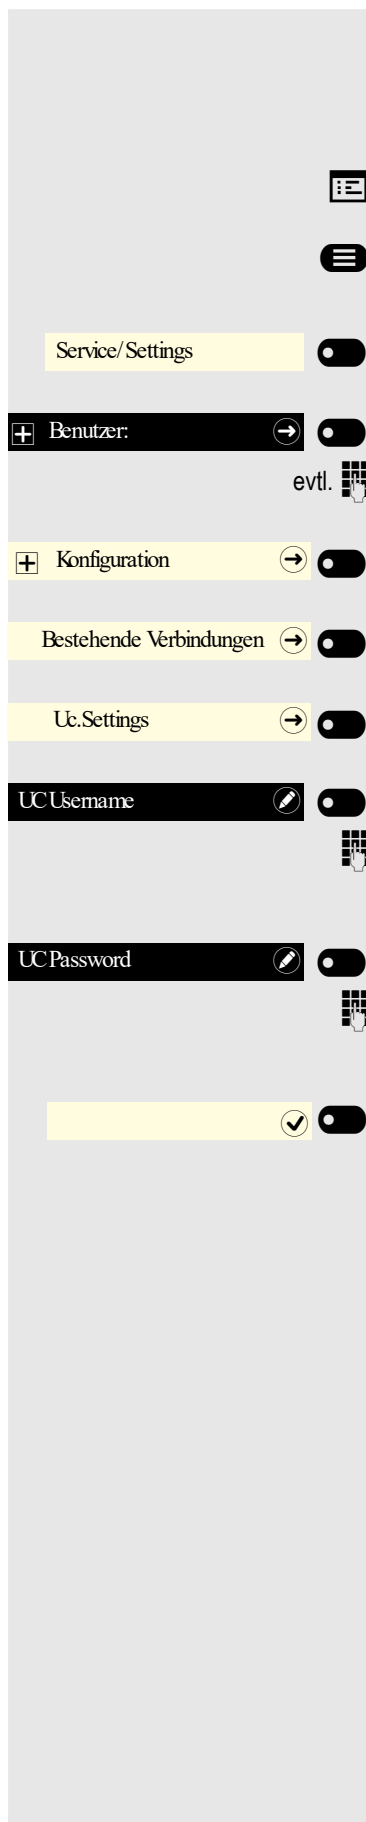 Service/Settings
Benutzer:
evtl.
Konfiguration
Bestehende Verbindungen
Uc.Settings
UC Username
UC Password